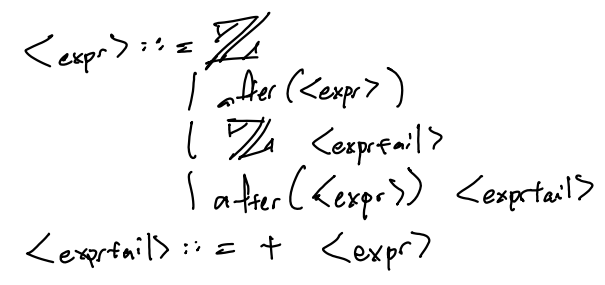 <expr> ::= ℤ
| after(<expr>)
| ℤ <exprtail>
| after(<expr>) <exprtail>
<exprtail> ::= + <expr>